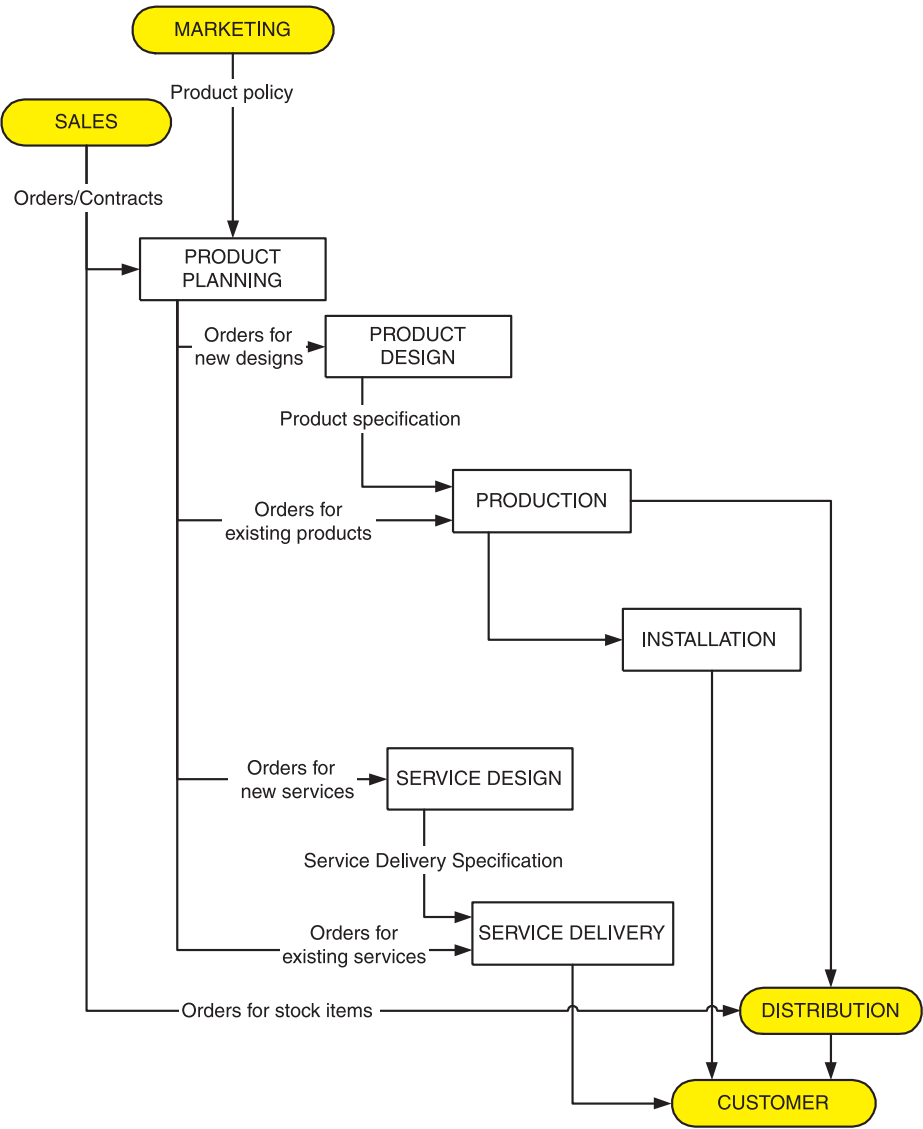 MARKETING
Product policy
SALES
Orders/Contracts
PRODUCT
PLANNING
Orders for
new designs
PRODUCT
DESIGN
Product specification
PRODUCTION
Orders for
existing products
INSTALLATION
Orders for
new services
SERVICE DESIGN
Service Delivery Specification
Orders for
existing services
SERVICE DELIVERY
Orders for stock items
DISTRIBUTION
CUSTOMER